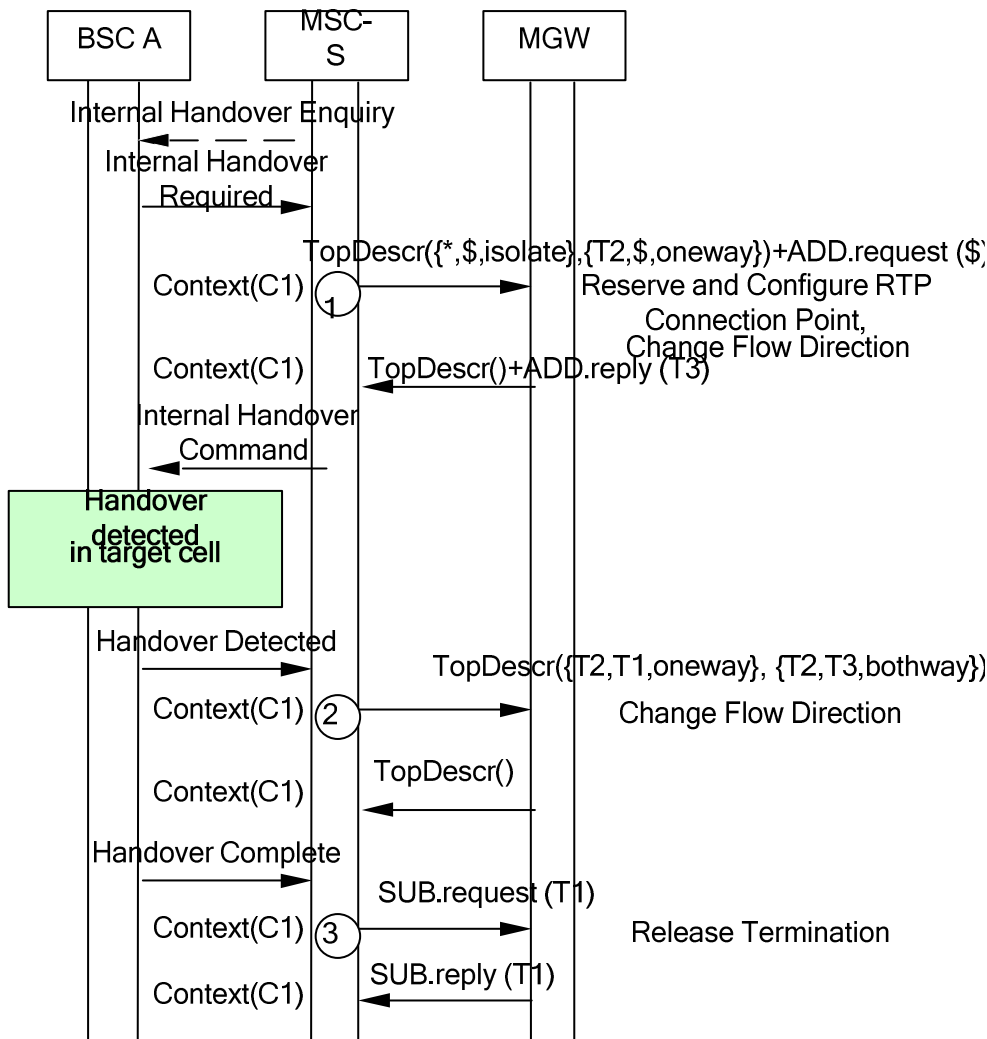 BSC A
MSC-
S
MGW
Internal Handover Enquiry
Internal Handover
Required
TopDescr({*,$,isolate},{T2,$,oneway})+ADD.request ($)
Context(C1)
1
Reserve and Configure RTP
Connection Point,
Change Flow Direction
Context(C1)
TopDescr()+ADD.reply (T3)
Internal Handover
Command
Handover
detected
in target cell
Handover Detected
TopDescr({T2,T1,oneway}, {T2,T3,bothway})
Context(C1)
2
Change Flow Direction
TopDescr()
Context(C1)
Handover Complete
SUB.request (T1)
Context(C1)
3
Release Termination
SUB.reply (T1)
Context(C1)